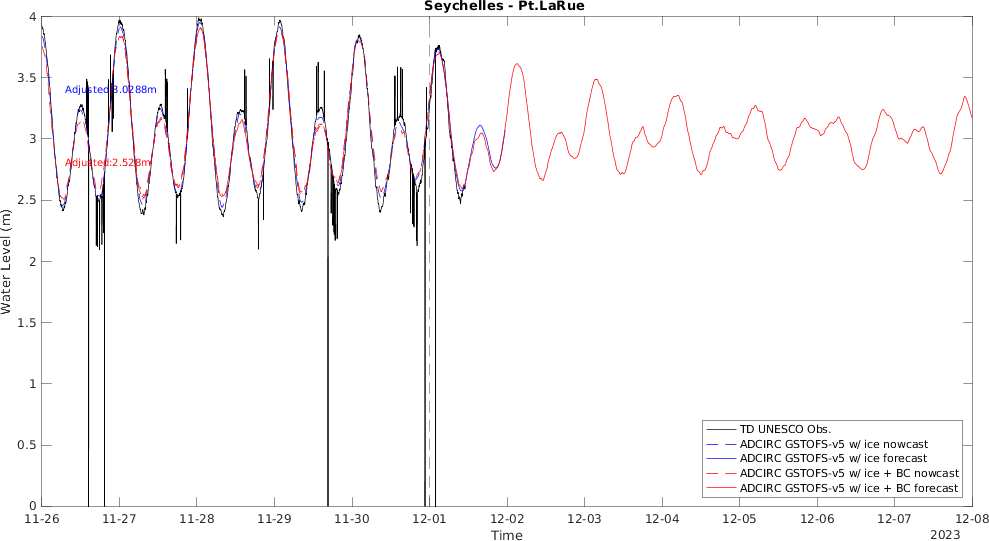 Seychelles - Pt.LaRue
4
3.5
3
2.5
2
1.5
1
0.5
0
Water Level (m)
Adjusted:3.0288m
Adjusted:2.528m
TD UNESCO Obs.
ADCIRC GSTOFS-v5 w/ ice nowcast
ADCIRC GSTOFS-v5 w/ ice forecast
ADCIRC GSTOFS-v5 w/ ice + BC nowcast
ADCIRC GSTOFS-v5 w/ ice + BC forecast
11-26 11-27 11-28 11-29 11-30 12-01 12-02 12-03 12-04 12-05 12-06 12-07 12-08
Time
2023